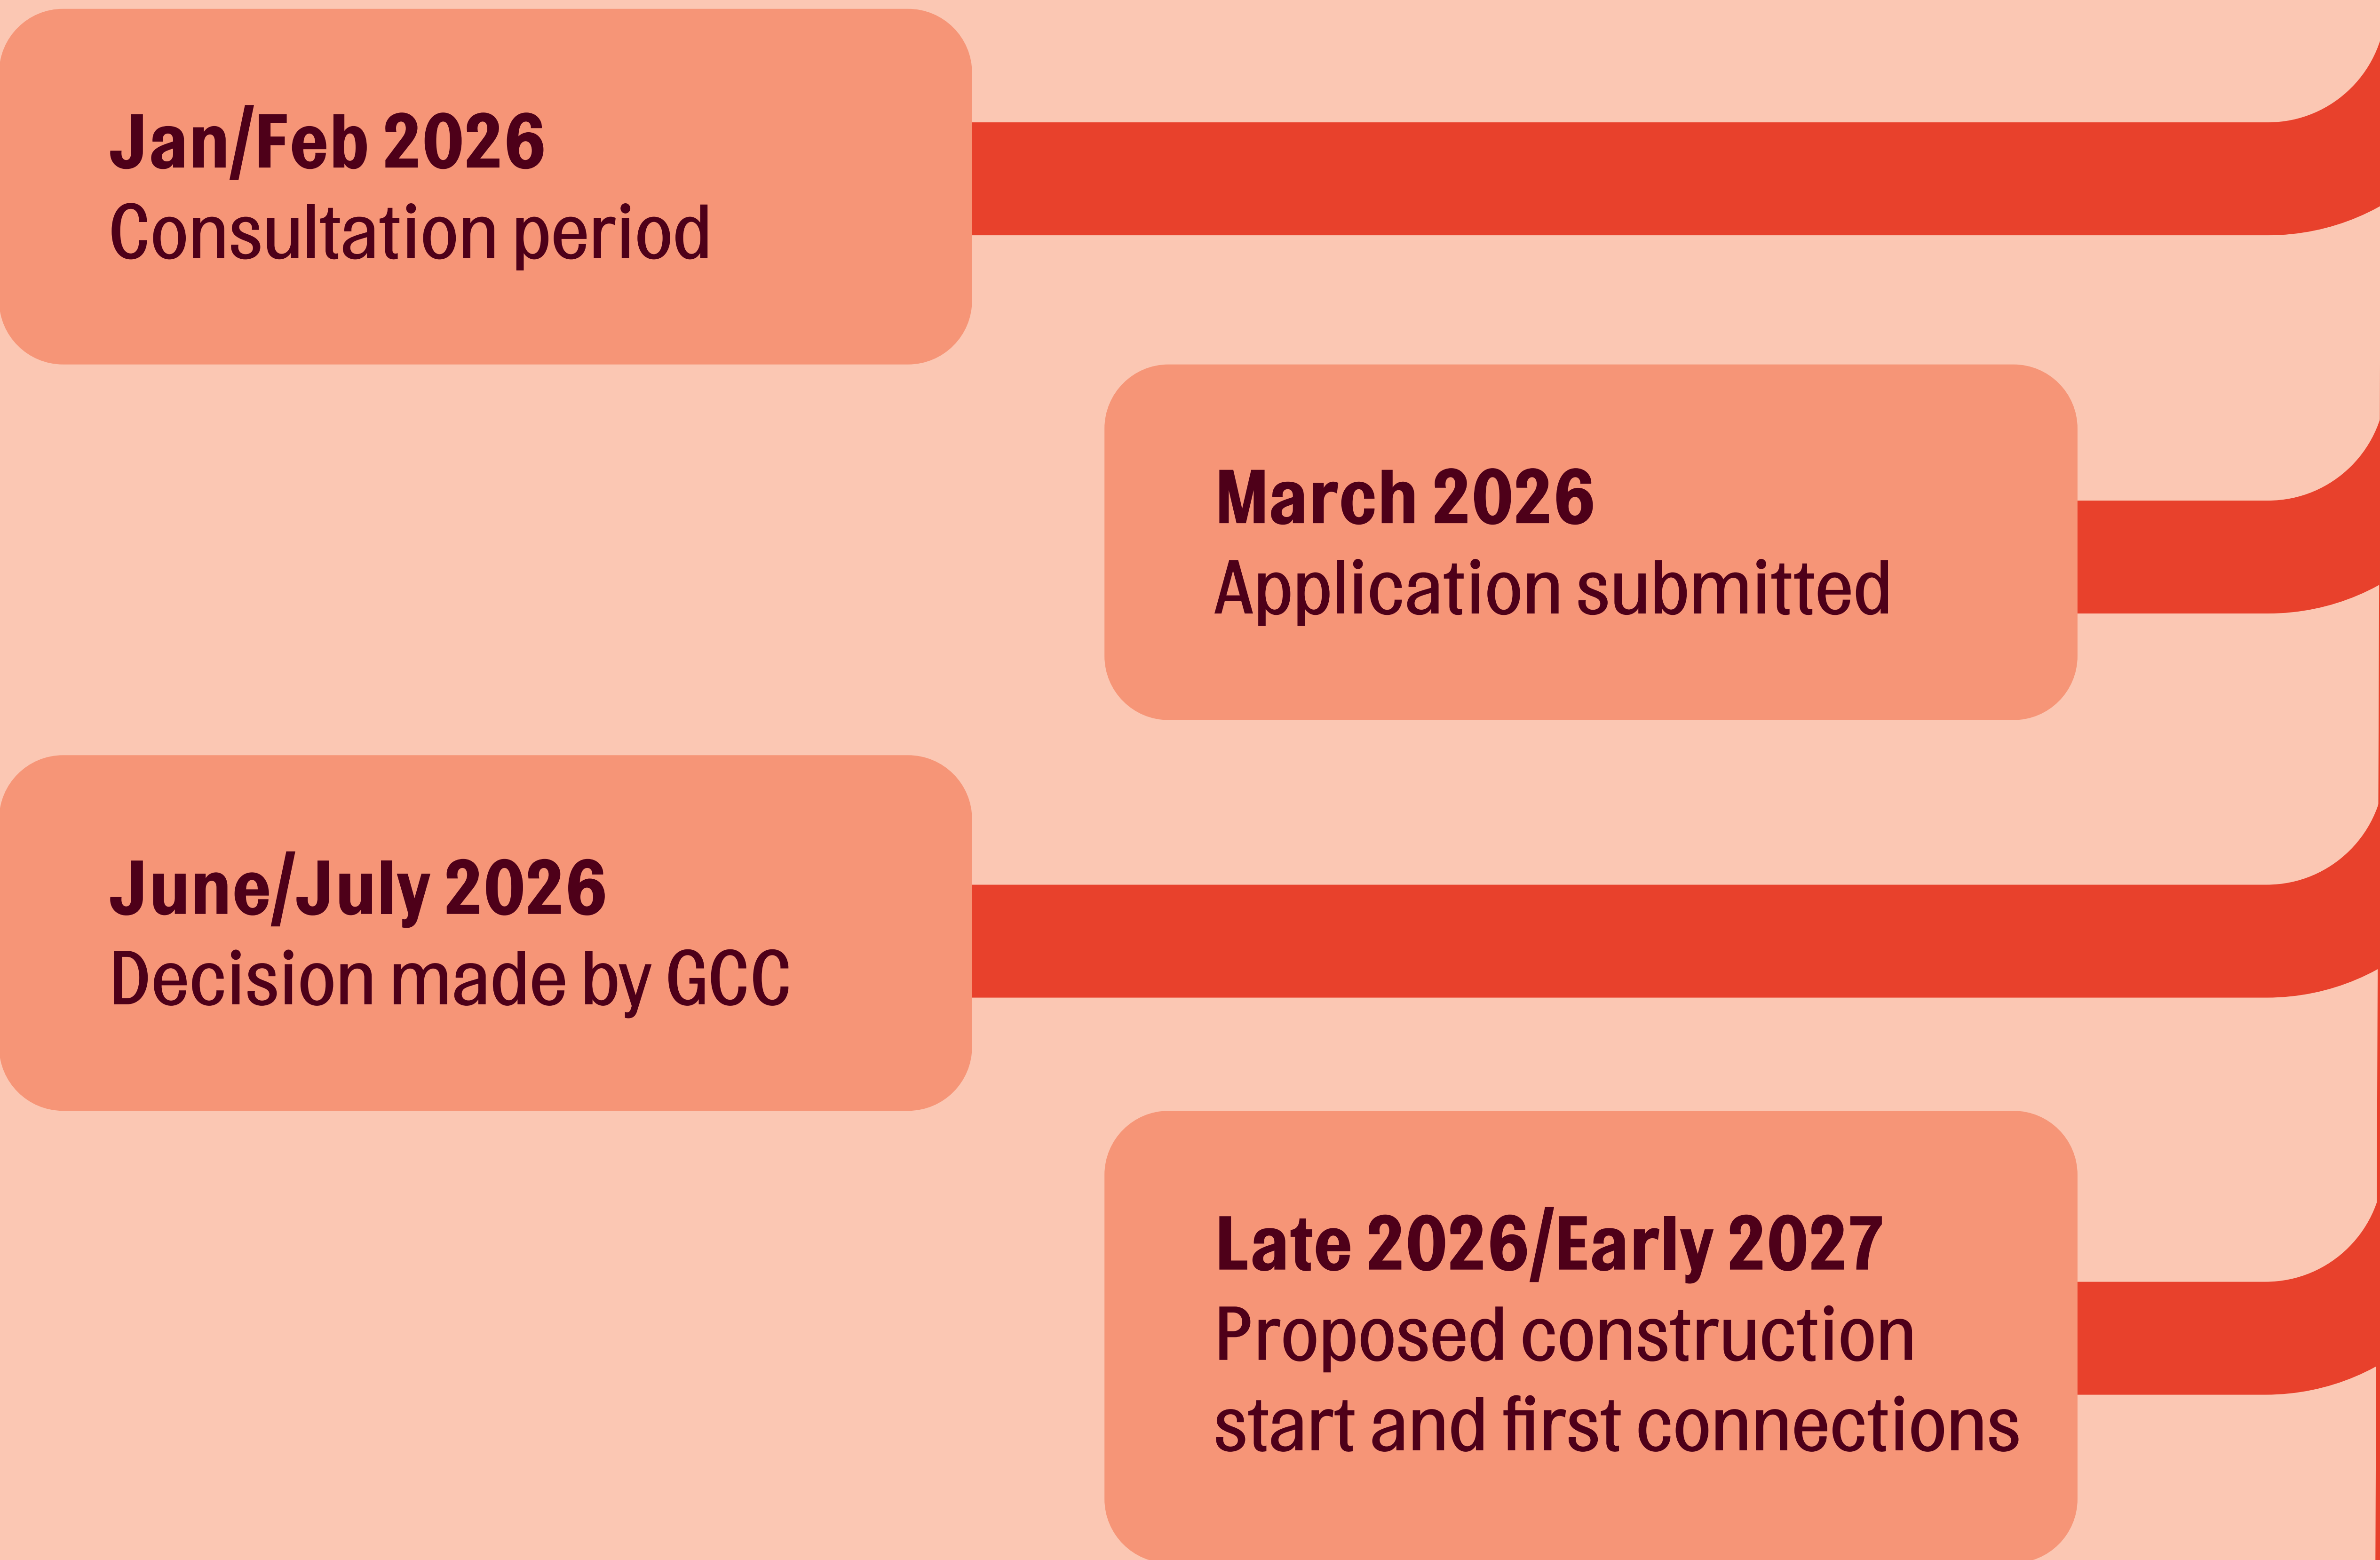 Jan/Feb 2026
Consultation period
March 2026
Application submitted
June/July 2026
Decision made by GCC
Late 2026/Early 2027
Proposed construction
start and first connections